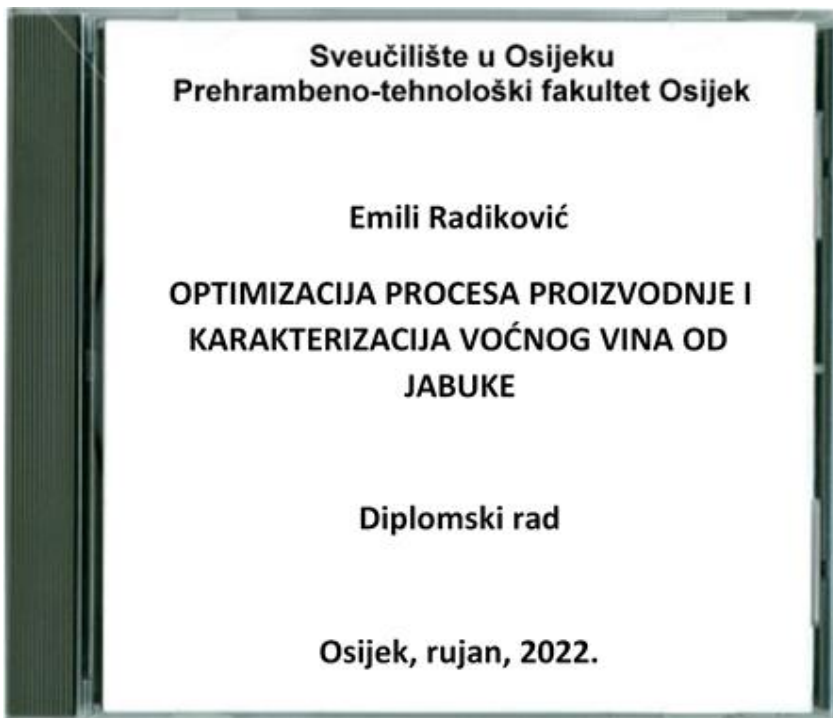 Sveučilište u Osijeku
Prehrambeno-tehnološki fakultet Osijek
Emili Radiković
OPTIMIZACIJA PROCESA PROIZVODNJE I
KARAKTERIZACIJA VOĆNOG VINA OD
JABUKE
Diplomski rad
Osijek, rujan, 2022.